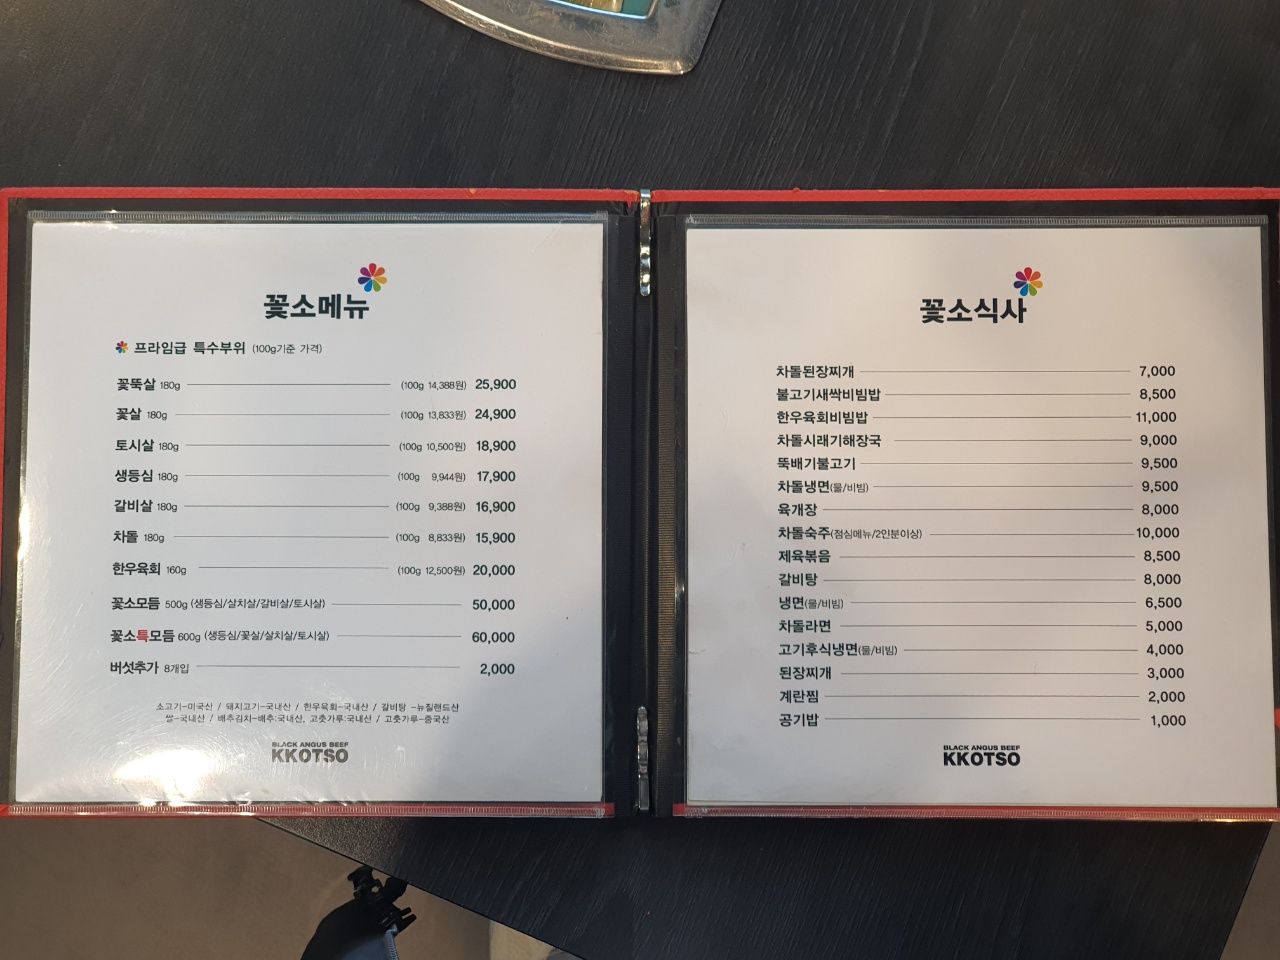 꽃소메뉴
프라임급 특수부위 (100g기준 가격)
꽃뚝살 180g (100g 14,388원) 25,900
꽃살 180g (100g 13,833원) 24,900
토시살 180g (100g 10,500원) 18,900
생등심 180g (100g 9,944원) 17,900
갈비살 180g (100g 9,388원) 16,900
차돌 180g (100g 8,833원) 15,900
한우육회 160g (100g 12,500원) 20,000
꽃소모듬 500g (생등심/살치살/갈비살/토시살) 50,000
꽃소특모듬 600g (생등심/꽃살/살치살/토시살) 60,000
버섯추가 8개입 2,000
소고기-미국산 / 돼지고기-국내산 / 한우육회-국내산 / 갈비탕 -뉴질랜드산
쌀-국내산 / 배추김치-배추:국내산, 고춧가루:국내산 / 고춧가루-중국산
BLACK ANGUS BEEF
KKOTSO
꽃소식사
차돌된장찌개 7,000
불고기새싹비빔밥 8,500
한우육회비빔밥 11,000
차돌시래기해장국 9,000
뚝배기불고기 9,500
차돌냉면(물/비빔) 9,500
육개장 8,000
차돌숙주(점심메뉴/2인분이상) 10,000
제육볶음 8,500
갈비탕 8,000
냉면(물/비빔) 6,500
차돌라면 5,000
고기후식냉면(물/비빔) 4,000
된장찌개 3,000
계란찜 2,000
공기밥 1,000
BLACK ANGUS BEEF
KKOTSO